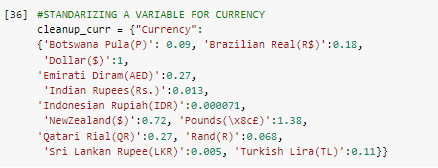 [36] #STANDARIZING A VARIABLE FOR CURRENCY
cleanup_curr = {"Currency":
{'Botswana Pula(P)': 0.09, 'Brazilian Real(R$)':0.18,
'Dollar($)':1,
'Emirati Diram(AED)':0.27,
'Indian Rupees(Rs.)':0.013,
'Indonesian Rupiah(IDR)':0.000071,
'NewZealand($)':0.72, 'Pounds(\x8c£)':1.38,
'Qatari Rial(QR)':0.27, 'Rand(R)':0.068,
'Sri Lankan Rupee(LKR)':0.005, 'Turkish Lira(TL)':0.11}}